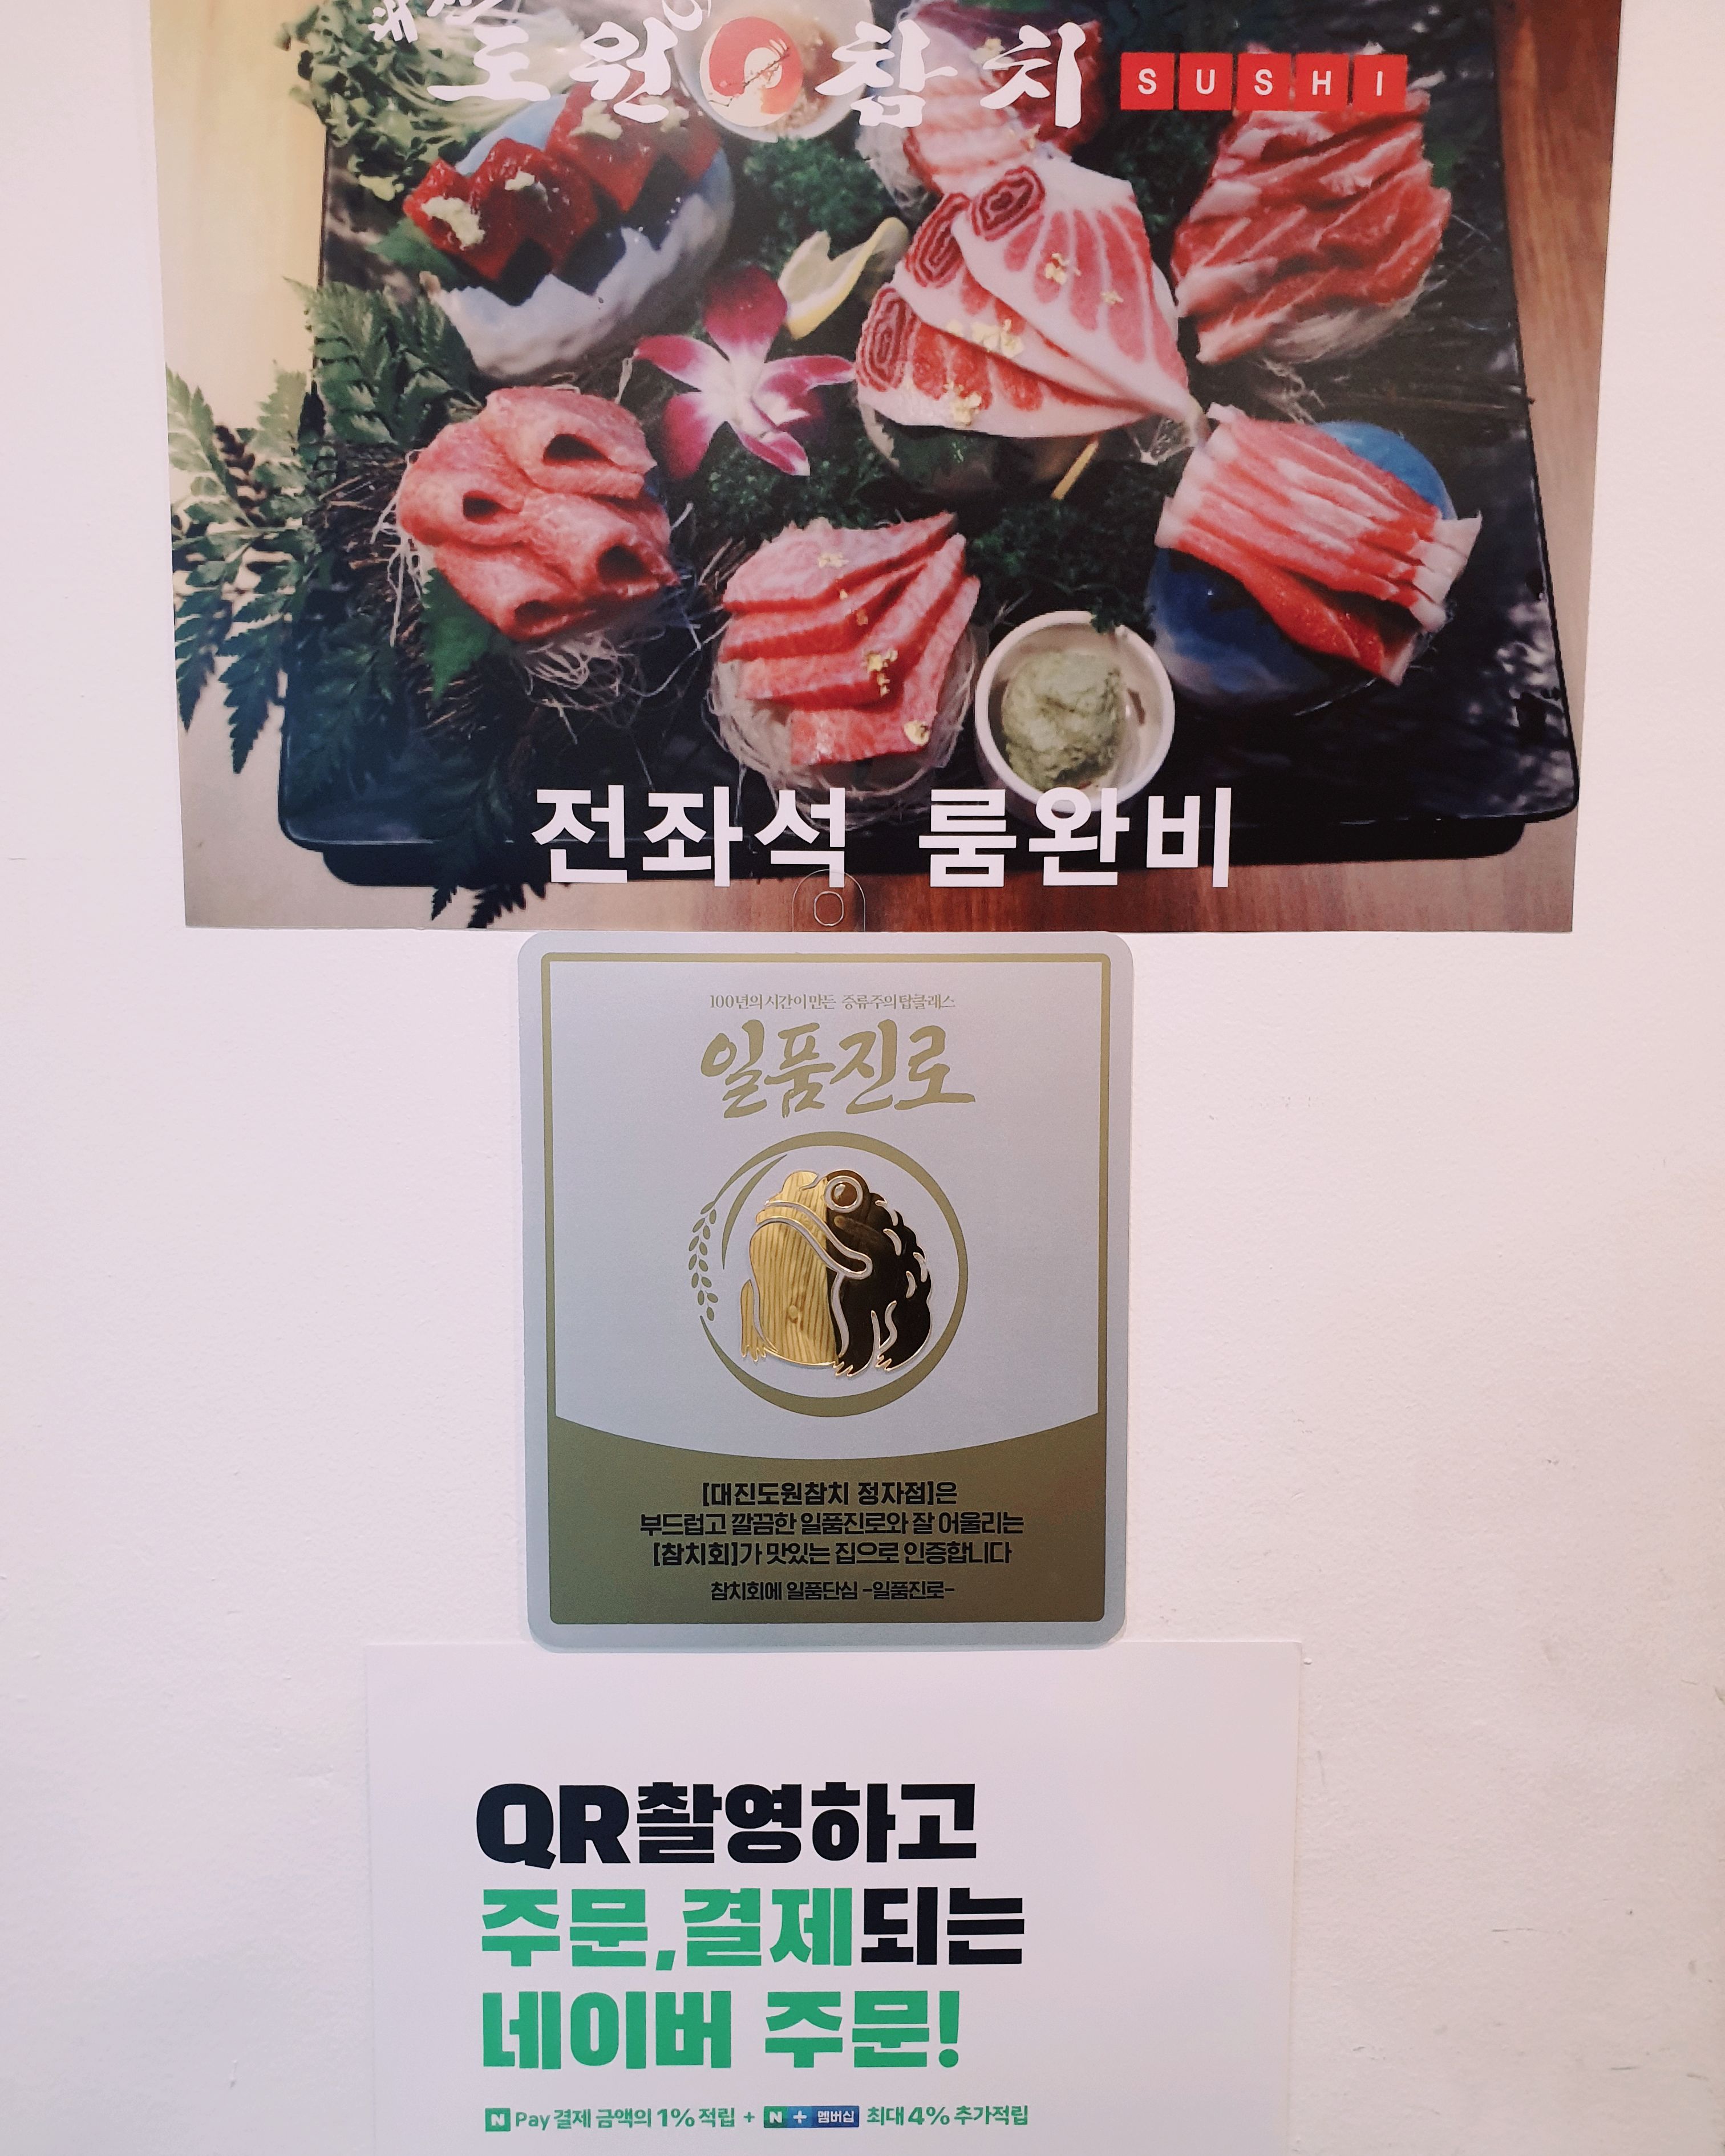 대진
도원참치 SUSHI
전좌석 룸완비
100년의 시간이 만든 증류주의 탑클래스
일품진로
[대진도원참치 정자점]은
부드럽고 깔끔한 일품진로와 잘 어울리는
[참치회]가 맛있는 집으로 인증합니다
참치회에 일품단심 -일품진로-
QR촬영하고
주문,결제되는
네이버 주문!
N Pay 결제 금액의 1% 적립 + N+ 멤버십 최대 4% 추가적립